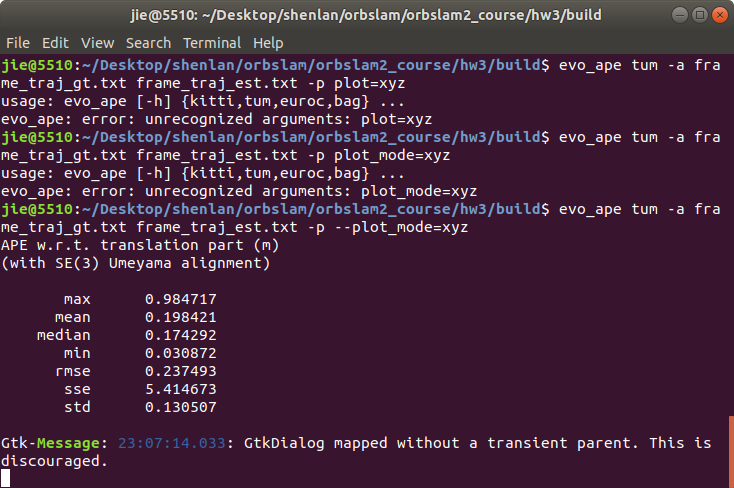 jie@5510: ~/Desktop/shenlan/orbslam/orbslam2_course/hw3/build
File Edit View Search Terminal Help
jie@5510:~/Desktop/shenlan/orbslam/orbslam2_course/hw3/build$ evo_ape tum -a fra
me_traj_gt.txt frame_traj_est.txt -p plot=xyz
usage: evo_ape [-h] {kitti,tum,euroc,bag} ...
evo_ape: error: unrecognized arguments: plot=xyz
jie@5510:~/Desktop/shenlan/orbslam/orbslam2_course/hw3/build$ evo_ape tum -a fra
me_traj_gt.txt frame_traj_est.txt -p plot_mode=xyz
usage: evo_ape [-h] {kitti,tum,euroc,bag} ...
evo_ape: error: unrecognized arguments: plot_mode=xyz
jie@5510:~/Desktop/shenlan/orbslam/orbslam2_course/hw3/build$ evo_ape tum -a fra
me_traj_gt.txt frame_traj_est.txt -p --plot_mode=xyz
APE w.r.t. translation part (m)
(with SE(3) Umeyama alignment)
max 0.984717
mean 0.198421
median 0.174292
min 0.030872
rmse 0.237493
sse 5.414673
std 0.130507
Gtk-Message: 23:07:14.033: GtkDialog mapped without a transient parent. This is
discouraged.